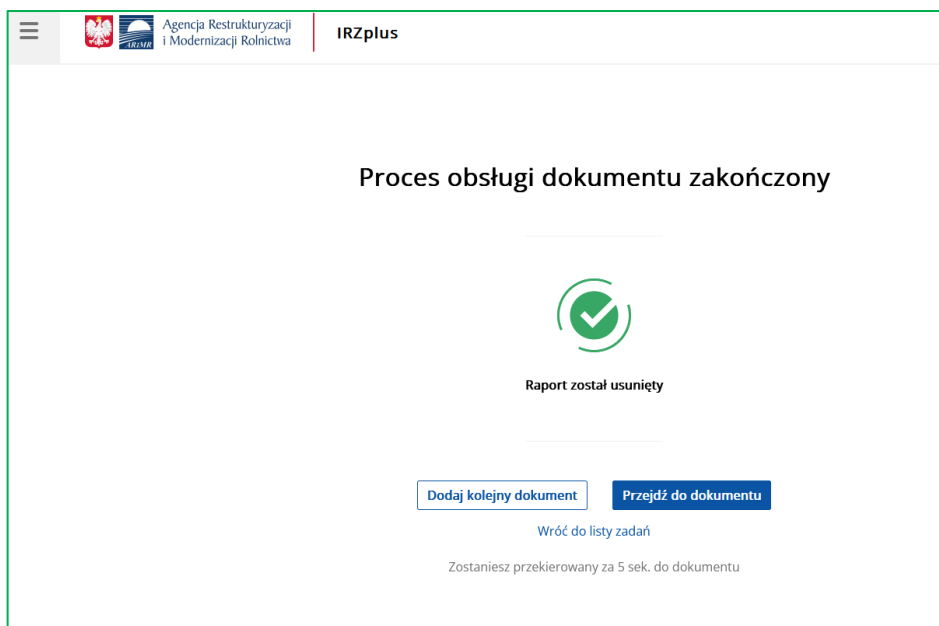 ARiMR
Agencja Restrukturyzacji
i Modernizacji Rolnictwa
IRZplus
Proces obsługi dokumentu zakończony
Raport został usunięty
Dodaj kolejny dokument
Przejdź do dokumentu
Wróć do listy zadań
Zostaniesz przekierowany za 5 sek. do dokumentu